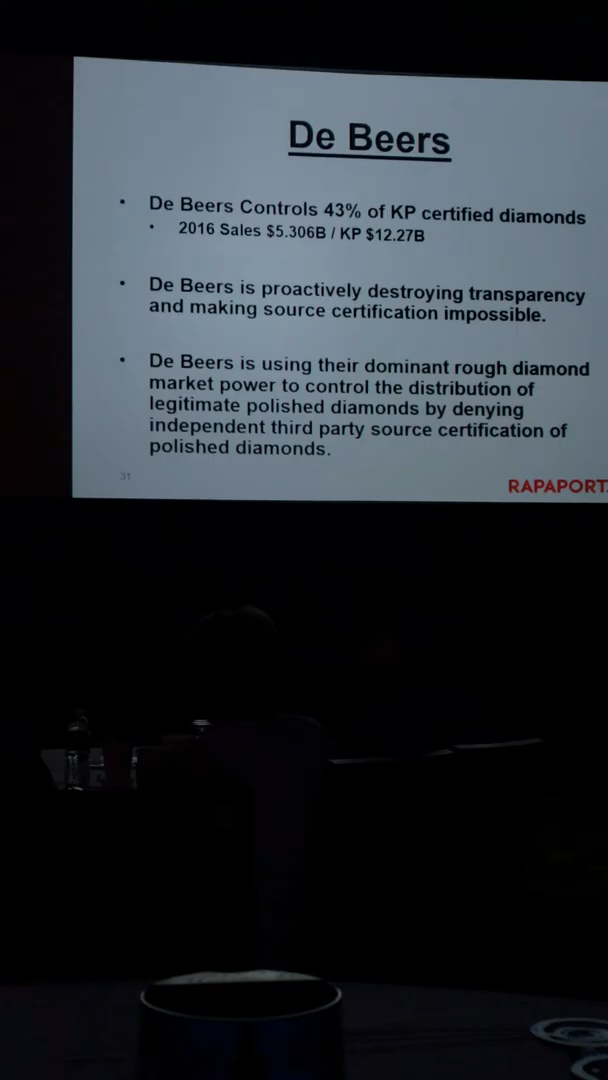 De Beers
• De Beers Controls 43% of KP certified diamonds
• 2016 Sales $5.306B / KP $12.27B
• De Beers is proactively destroying transparency
and making source certification impossible.
• De Beers is using their dominant rough diamond
market power to control the distribution of
legitimate polished diamonds by denying
independent third party source certification of
polished diamonds.
31
RAPAPORT